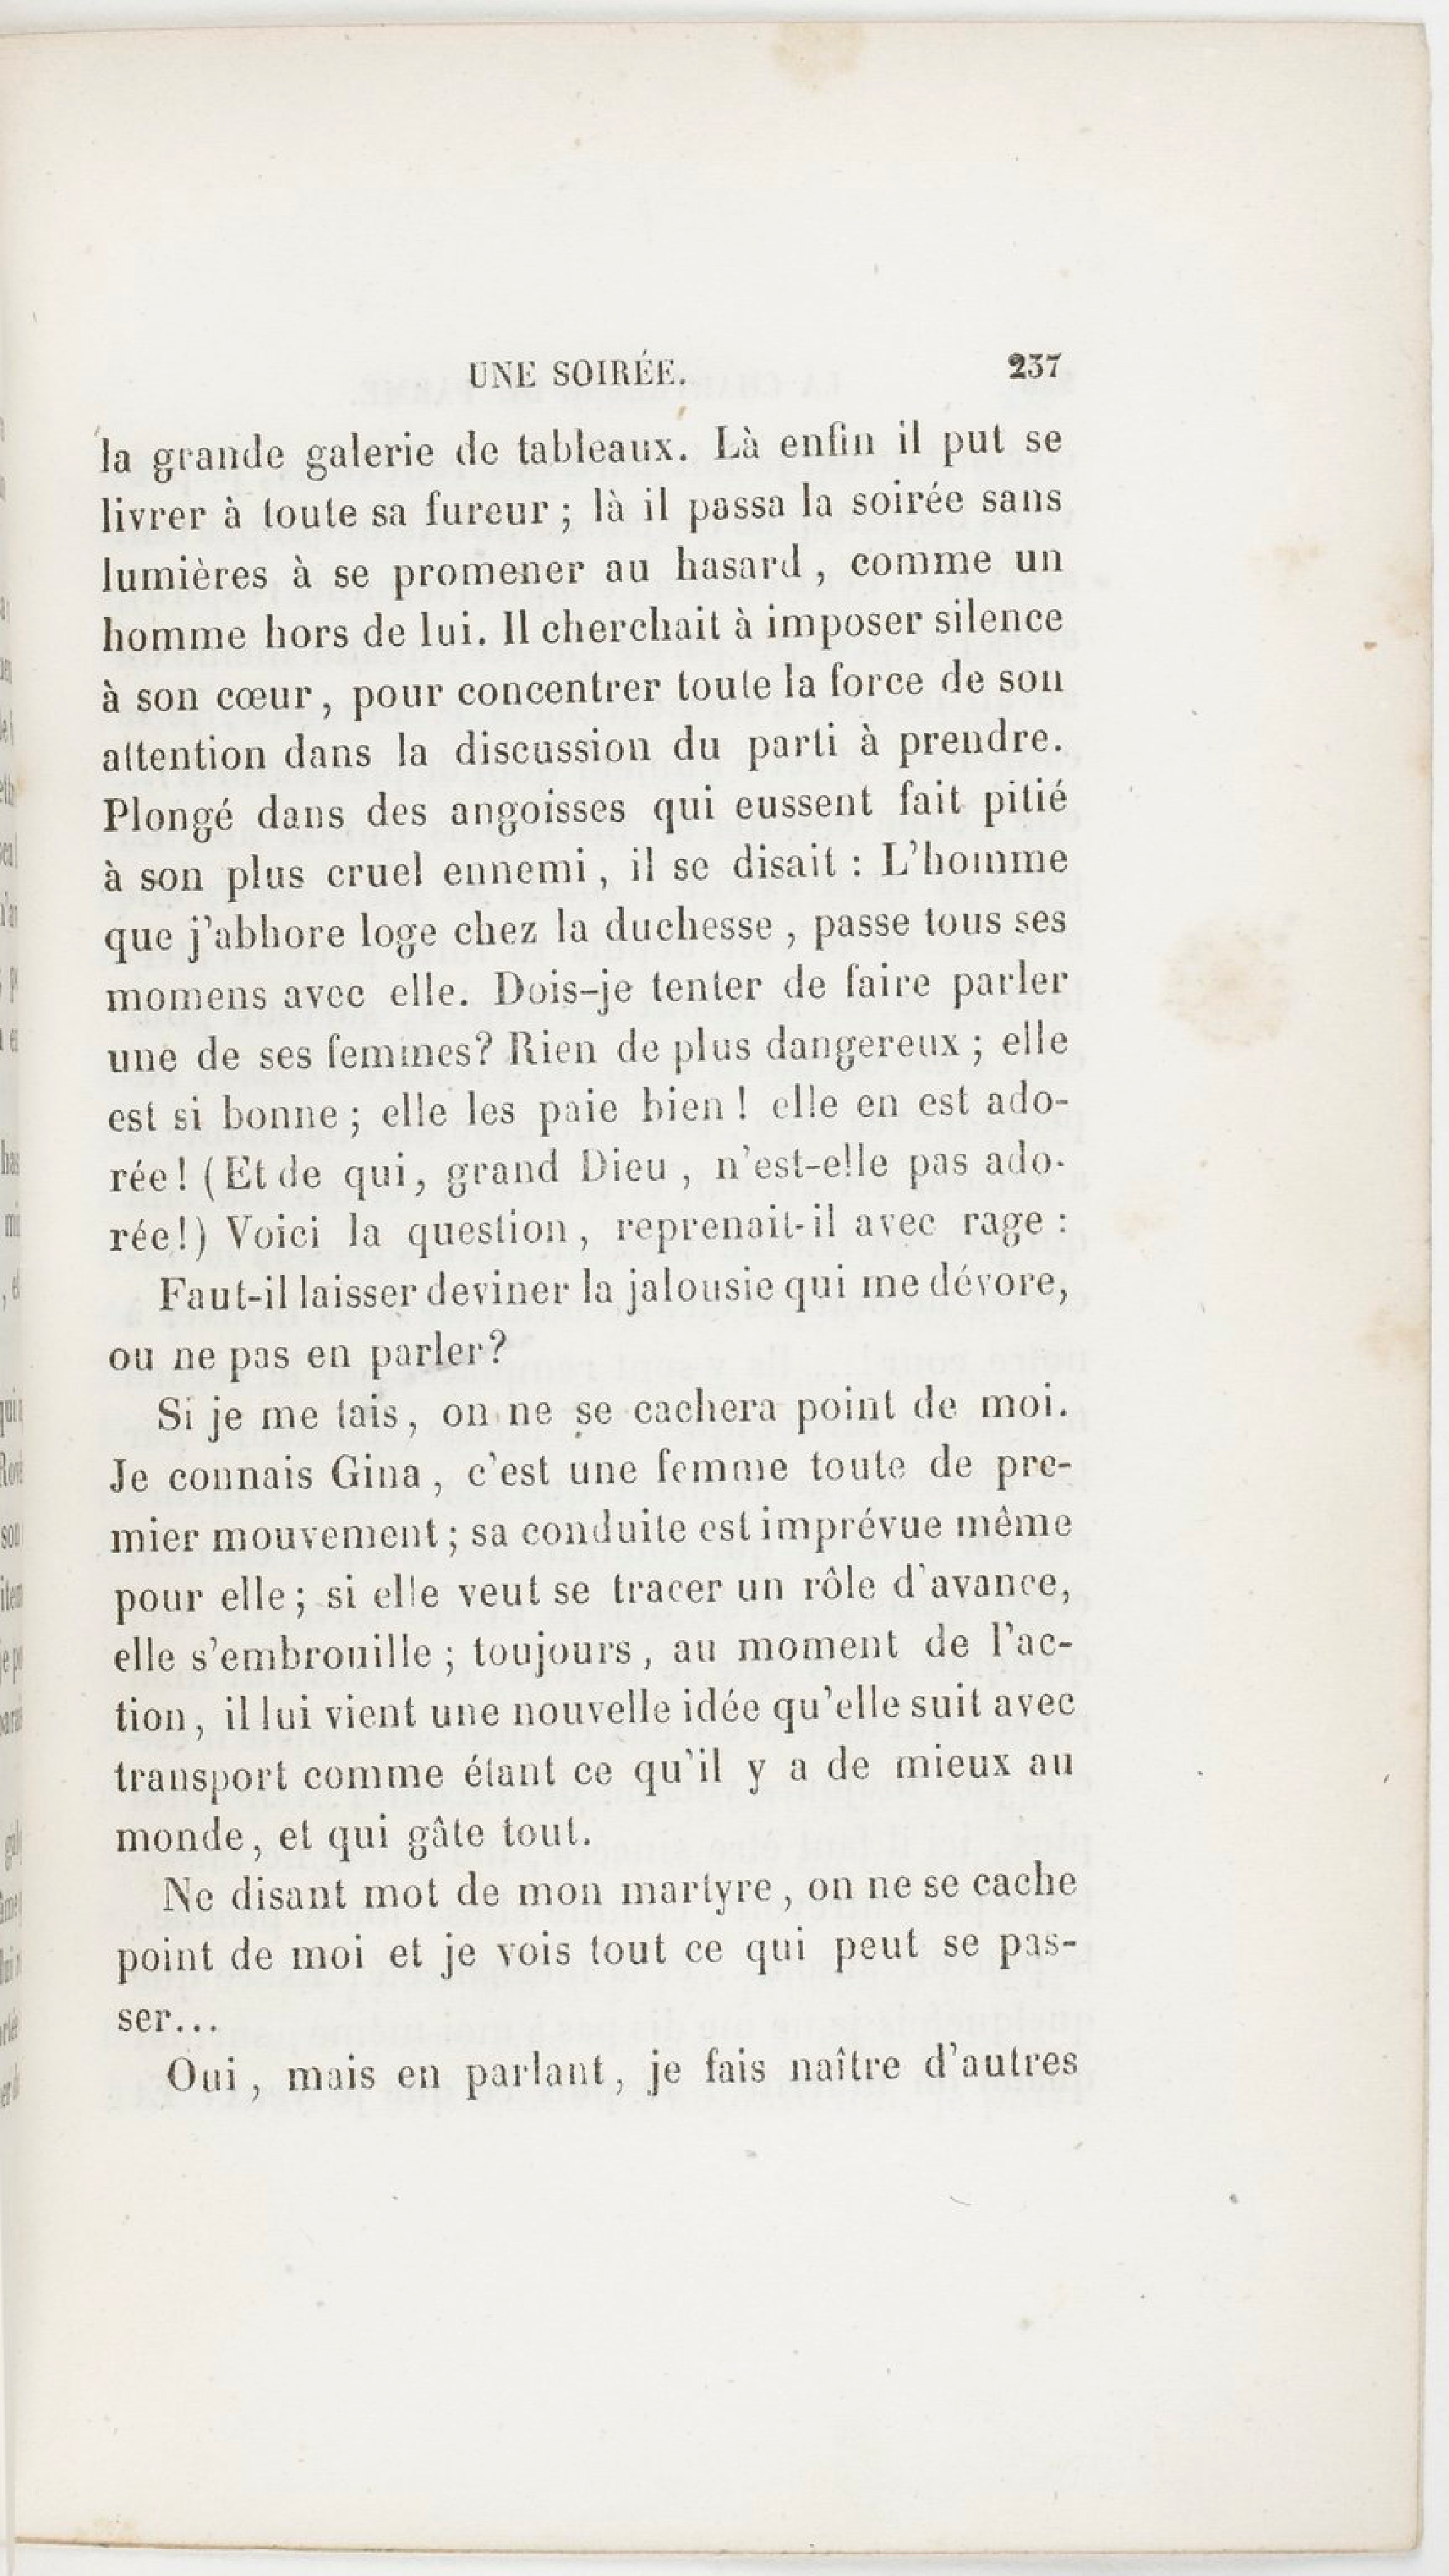 UNE SOIRÉE. 237
la grande galerie de tableaux. Là enfin il put se
livrer à toute sa fureur ; là il passa la soirée sans
lumières à se promener au hasard , comme un
homme hors de lui. Il cherchait à imposer silence
à son cœur , pour concentrer toute la force de son
attention dans la discussion du parti à prendre.
Plongé dans des angoisses qui eussent fait pitié
à son plus cruel ennemi , il se disait : L'homme
que j'abhore loge chez la duchesse , passe tous ses
momens avec elle. Dois-je tenter de faire parler
une de ses femmes? Rien de plus dangereux ; elle
est si bonne ; elle les paie bien ! elle en est ado-
rée! (Et de qui, grand Dieu , n'est-elle pas ado-
rée!) Voici la question , reprenait-il avec rage :
Faut-il laisser deviner la jalousie qui me dévore,
ou ne pas en parler?
Si je me tais, on ne se cachera point de moi.
Je connais Gina , c'est une femme toute de pre-
mier mouvement ; sa conduite est imprévue même
pour elle ; si elle veut se tracer un rôle d'avance,
elle s'embrouille ; toujours , au moment de l'ac-
tion , il lui vient une nouvelle idée qu'elle suit avec
transport comme étant ce qu'il y a de mieux au
monde, et qui gâte tout.
Ne disant mot de mon martyre , on ne se cache
point de moi et je vois tout ce qui peut se pas-
ser...
Oui , mais en parlant, je fais naître d'autres